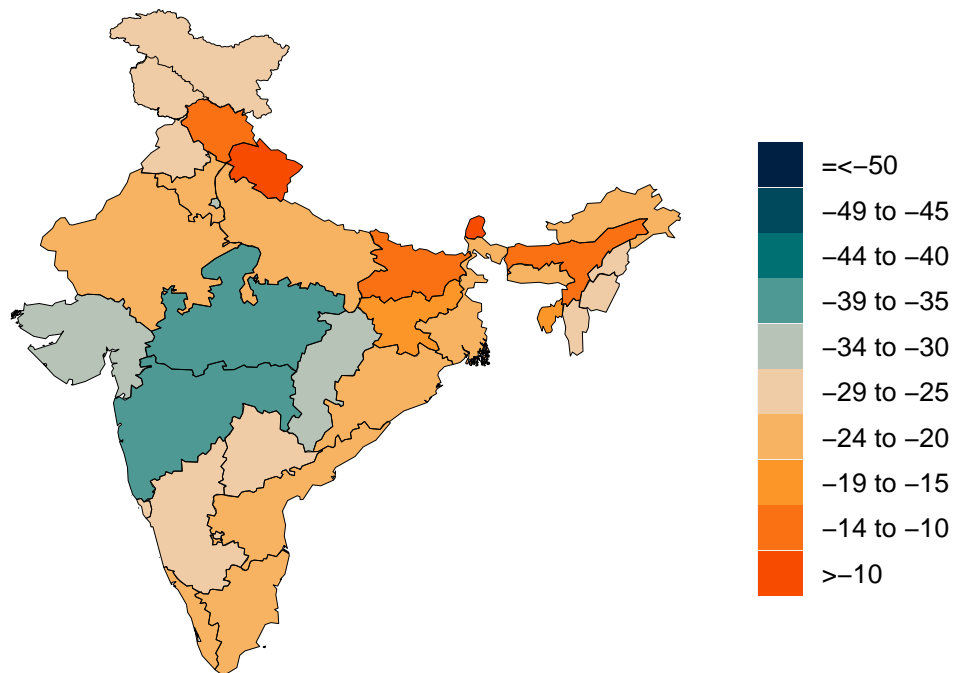 =<−50
−49 to −45
−44 to −40
−39 to −35
−34 to −30
−29 to −25
−24 to −20
−19 to −15
−14 to −10
>−10